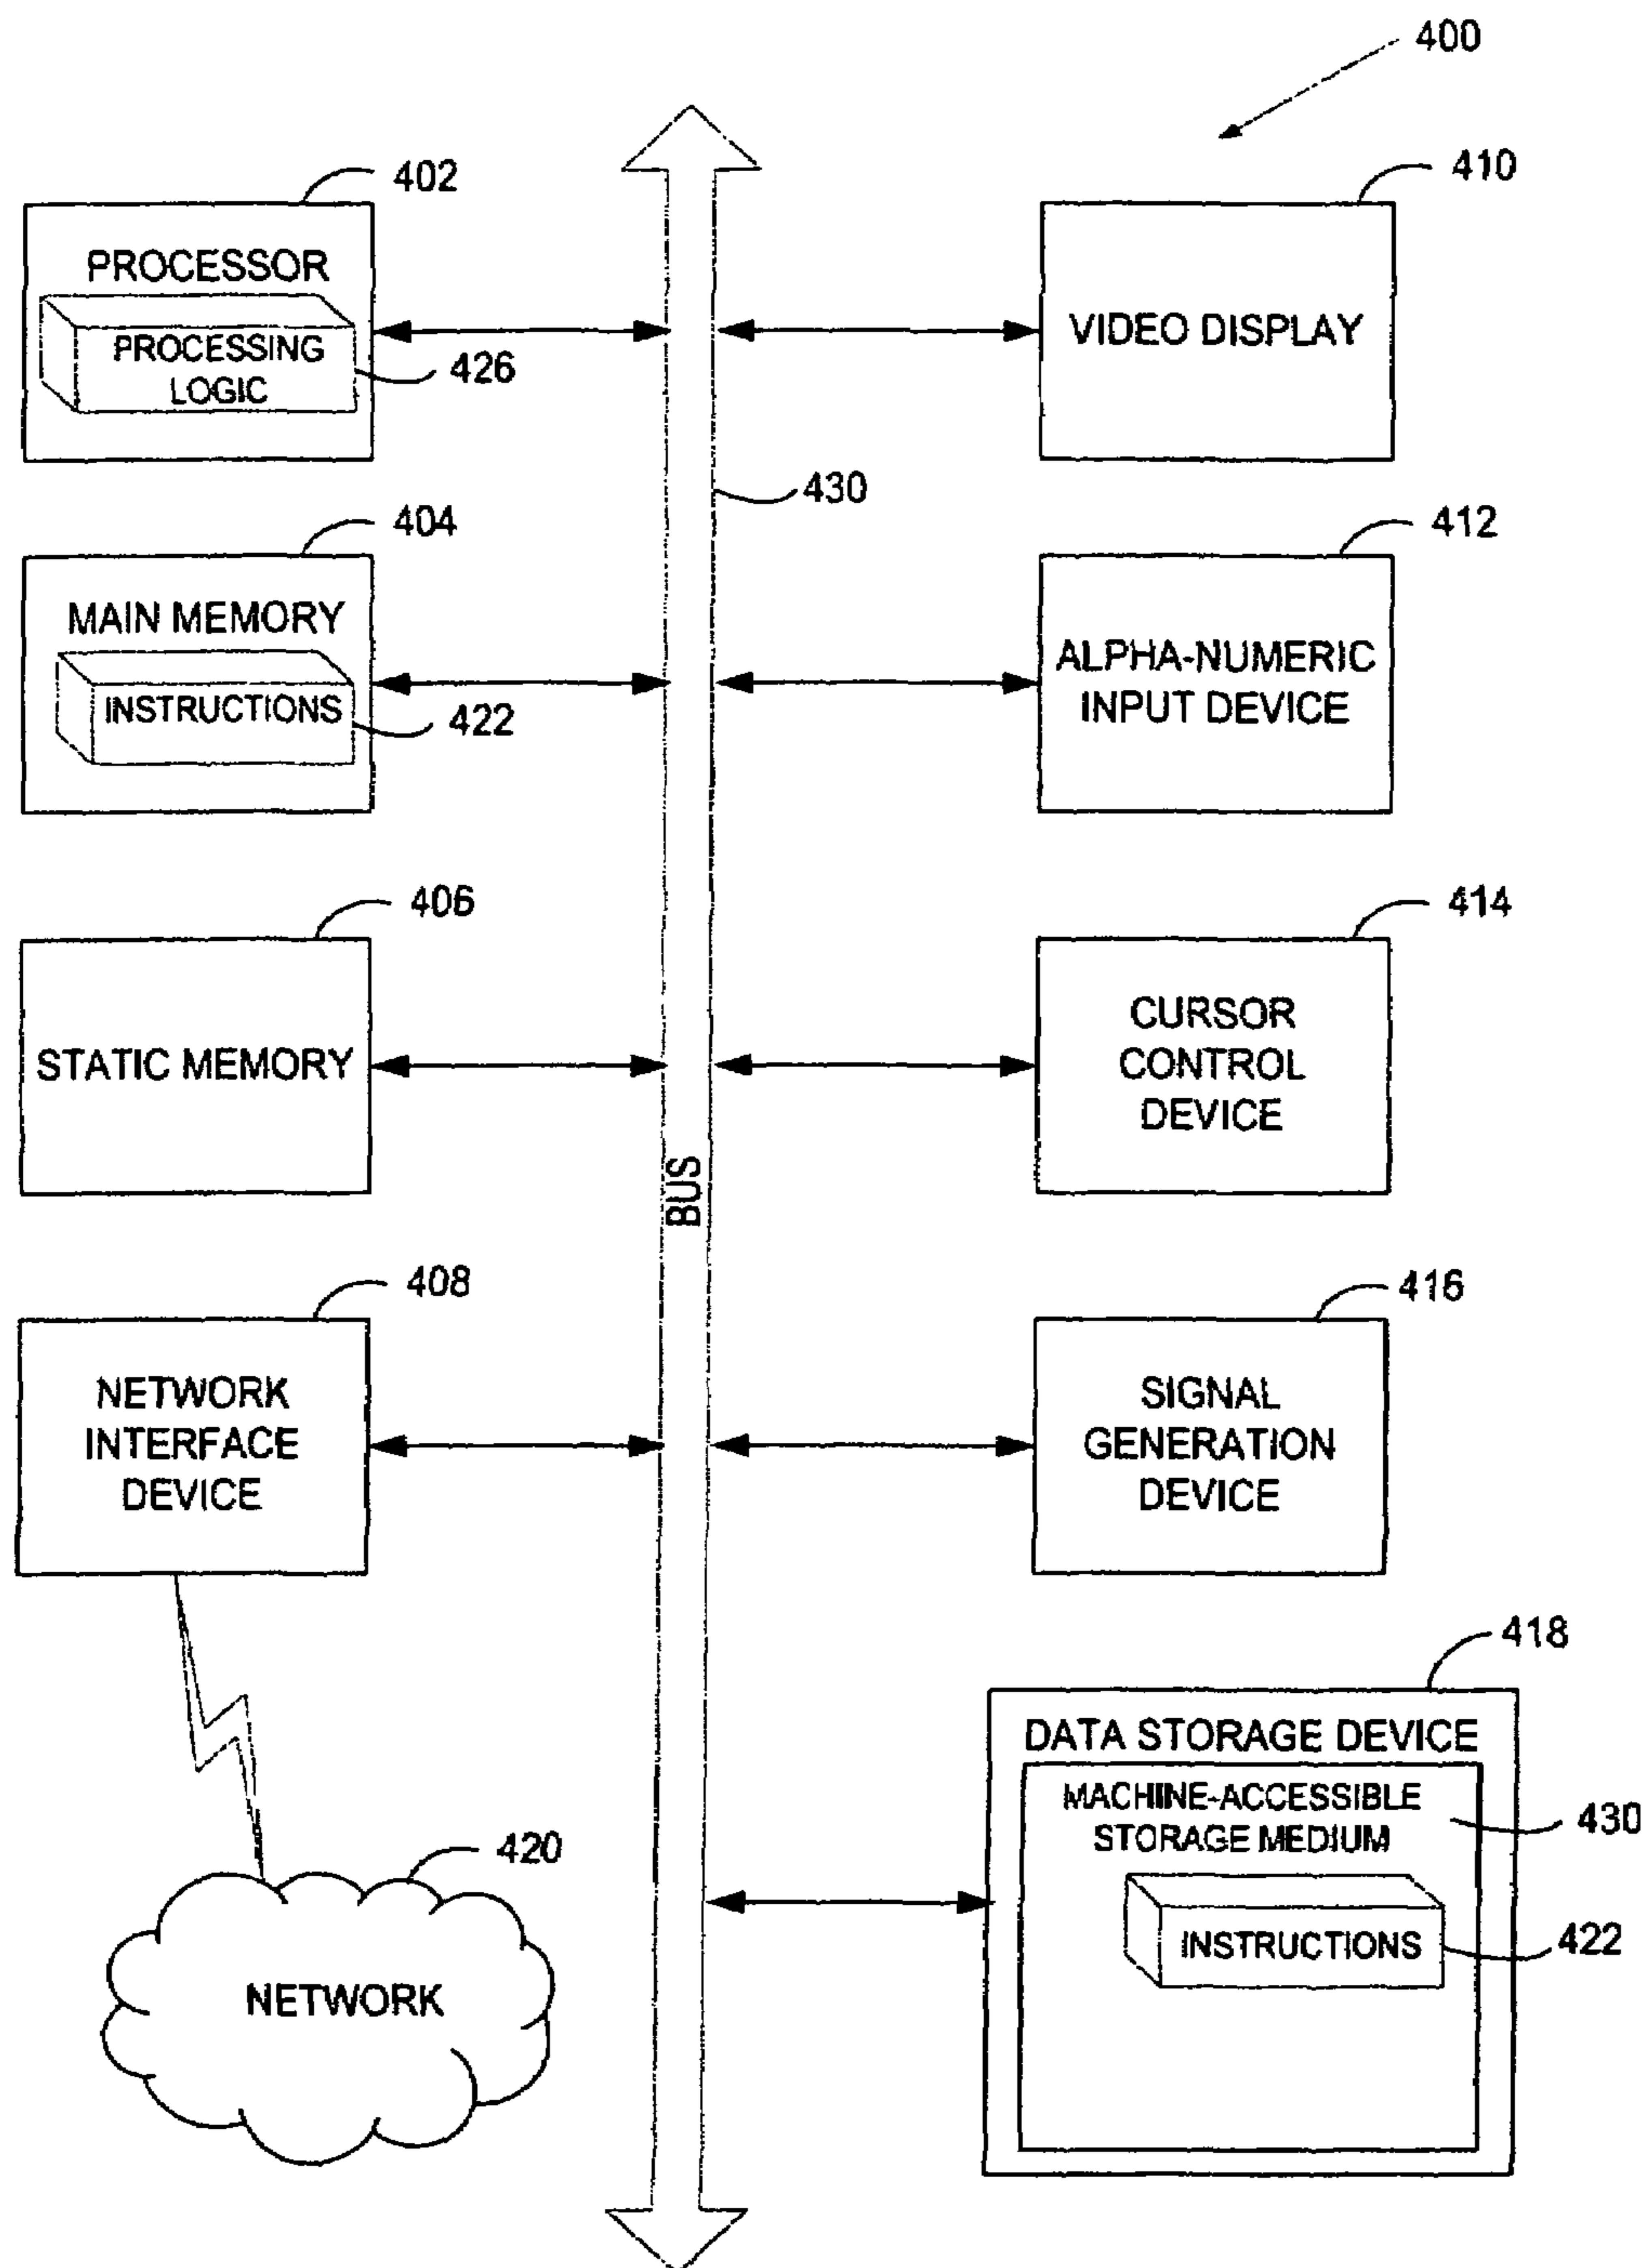 400
402
PROCESSOR
PROCESSING
LOGIC
426
410
VIDEO DISPLAY
430
404
MAIN MEMORY
INSTRUCTIONS
422
412
ALPHA-NUMERIC
INPUT DEVICE
406
STATIC MEMORY
414
CURSOR
CONTROL
DEVICE
BUS
408
NETWORK
INTERFACE
DEVICE
416
SIGNAL
GENERATION
DEVICE
418
DATA STORAGE DEVICE
MACHINE-ACCESSIBLE
STORAGE MEDIUM
430
INSTRUCTIONS
422
420
NETWORK